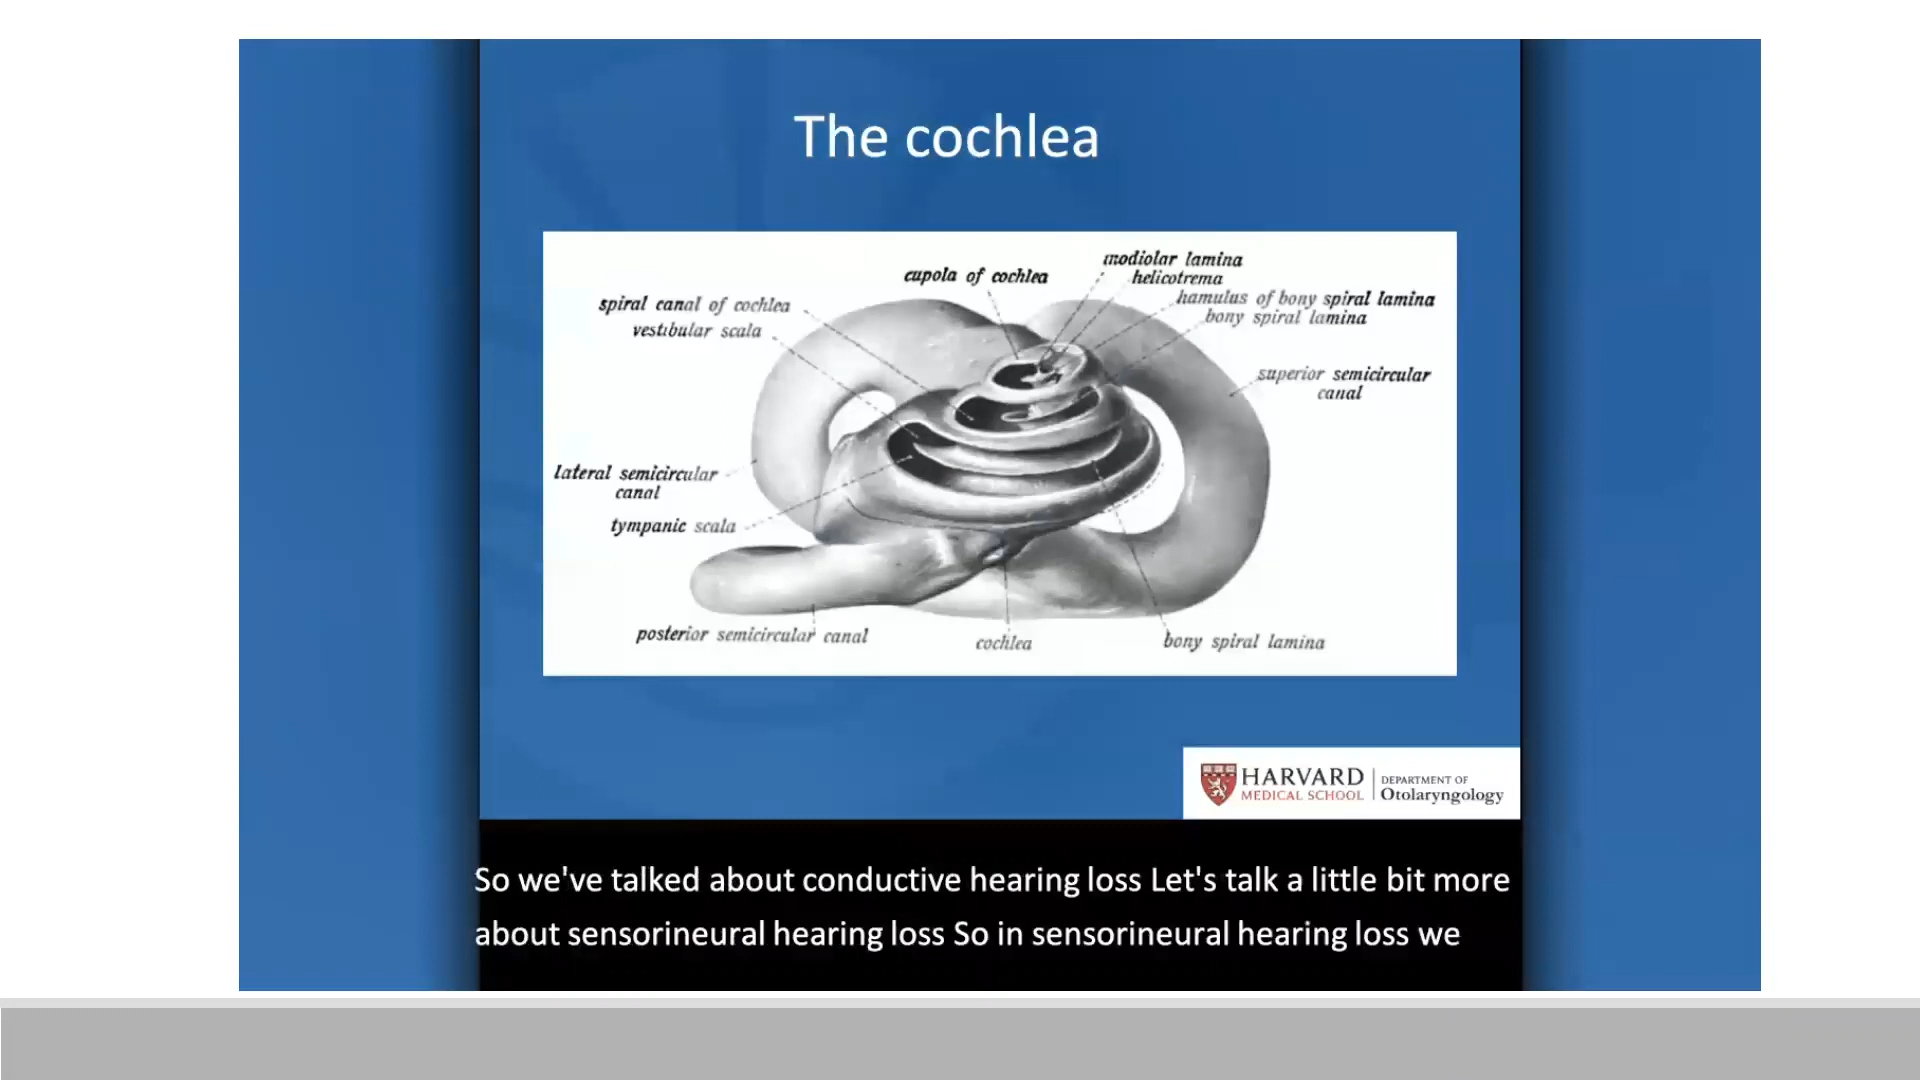 The cochlea
cupola of cochlea
modiolar lamina
helicotrema
hamulus of bony spiral lamina
bony spiral lamina
spiral canal of cochlea
vestibular scala
superior semicircular
canal
lateral semicircular
canal
tympanic scala
posterior semicircular canal
cochlea
bony spiral lamina
HARVARD
MEDICAL SCHOOL
DEPARTMENT OF
Otolaryngology
So we've talked about conductive hearing loss Let's talk a little bit more
about sensorineural hearing loss So in sensorineural hearing loss we